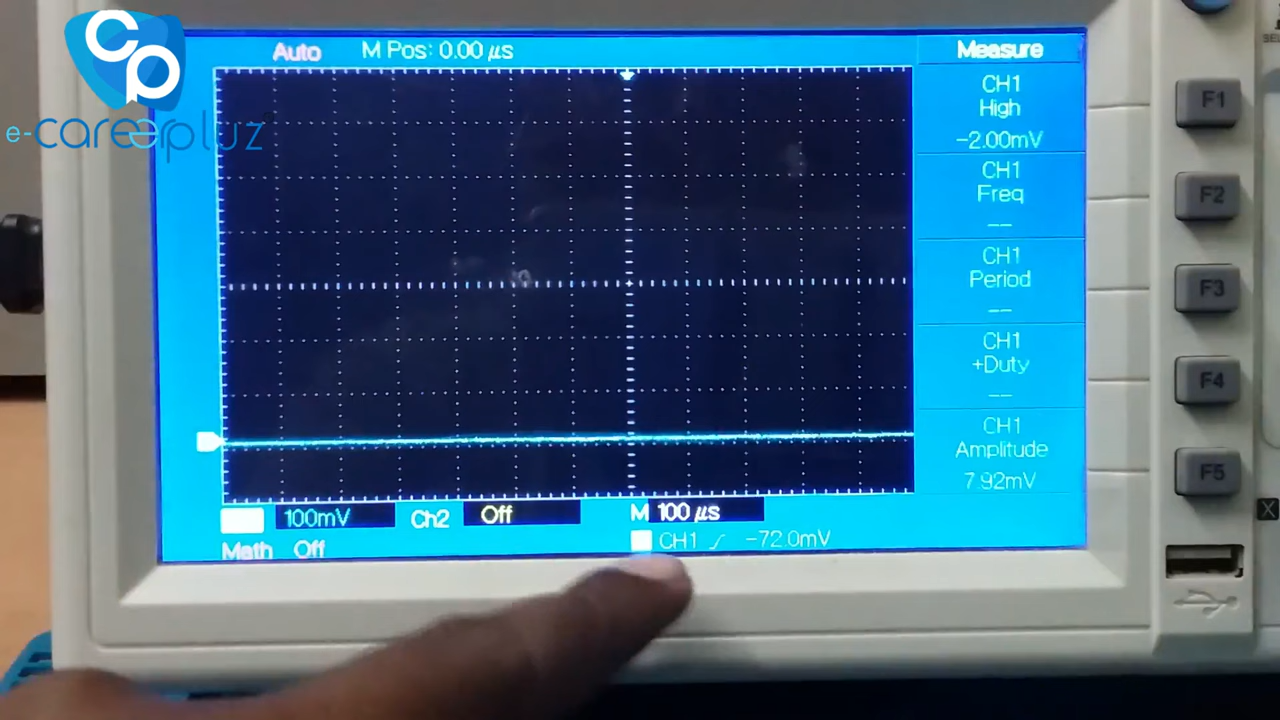 CP
e-careerpluz
Auto M Pos: 0.00 µs
Measure
CH1
High
-2.00mV
CH1
Freq
--
CH1
Period
--
CH1
+Duty
--
CH1
Amplitude
7.92mV
100mV Ch2 Off M 100 µs
Math Off CH1 -72.0mV
F1
F2
F3
F4
F5
X